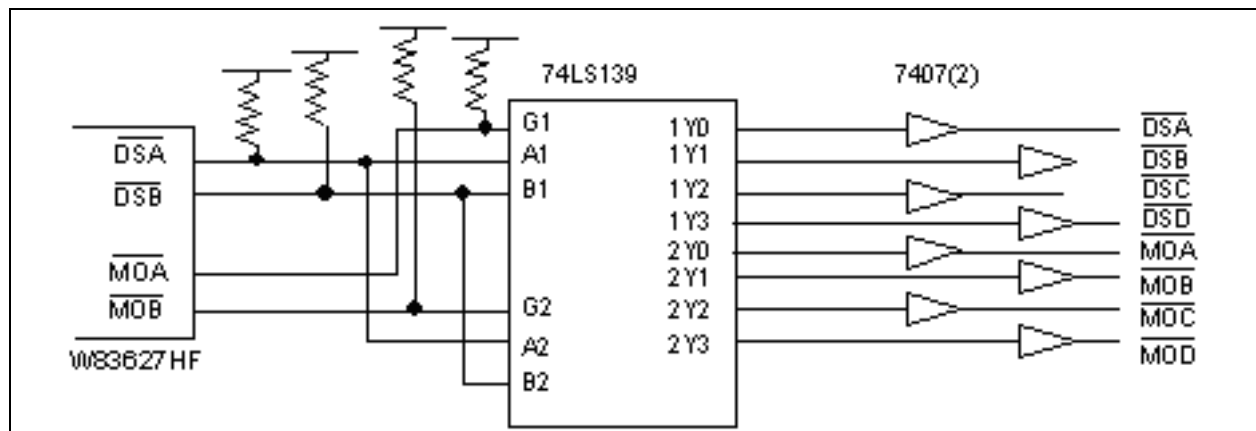 74LS139
7407(2)
G1
A1
B1
G2
A2
B2
1Y0
1Y1
1Y2
1Y3
2Y0
2Y1
2Y2
2Y3
DSA
DSB
MOA
MOB
W83627HF
DSA
DSB
DSC
DSD
MOA
MOB
MOC
MOD